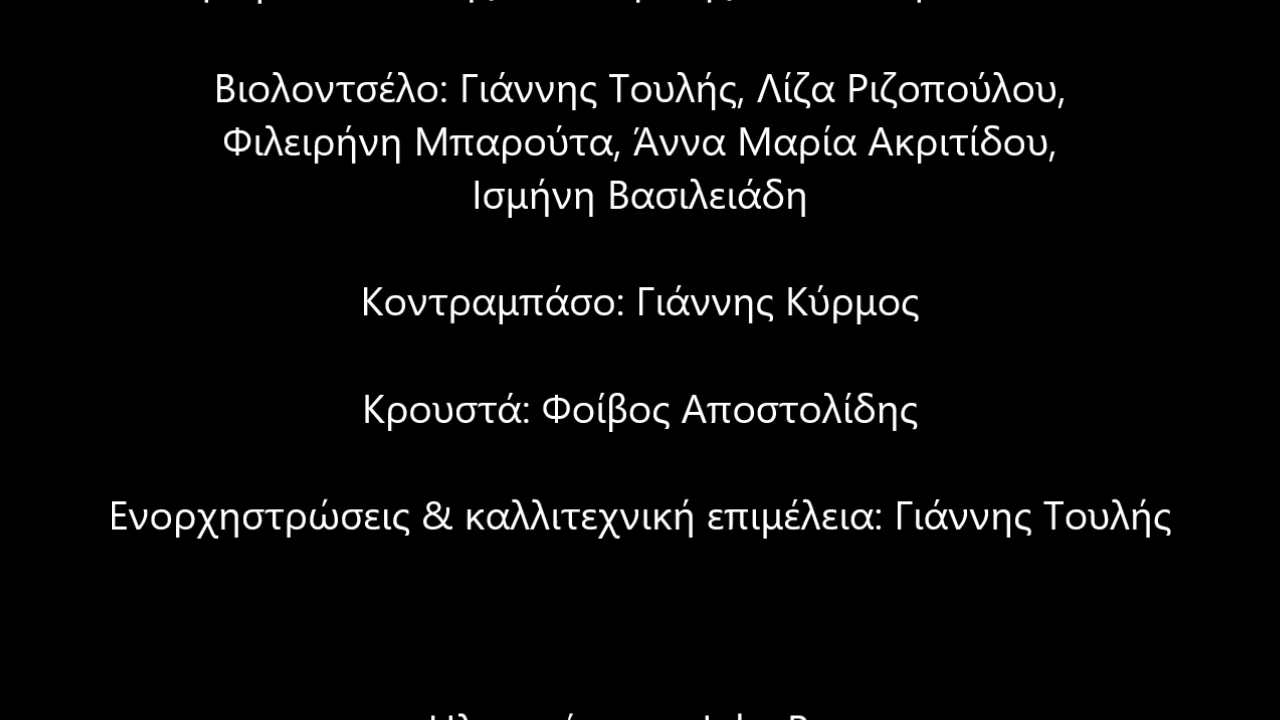 Βιολοντσέλο: Γιάννης Τουλής, Λίζα Ριζοπούλου,
Φιλειρήνη Μπαρούτα, Άννα Μαρία Ακριτίδου,
Ισμήνη Βασιλειάδη
Κοντραμπάσο: Γιάννης Κύρμος
Κρουστά: Φοίβος Αποστολίδης
Ενορχηστρώσεις & καλλιτεχνική επιμέλεια: Γιάννης Τουλής